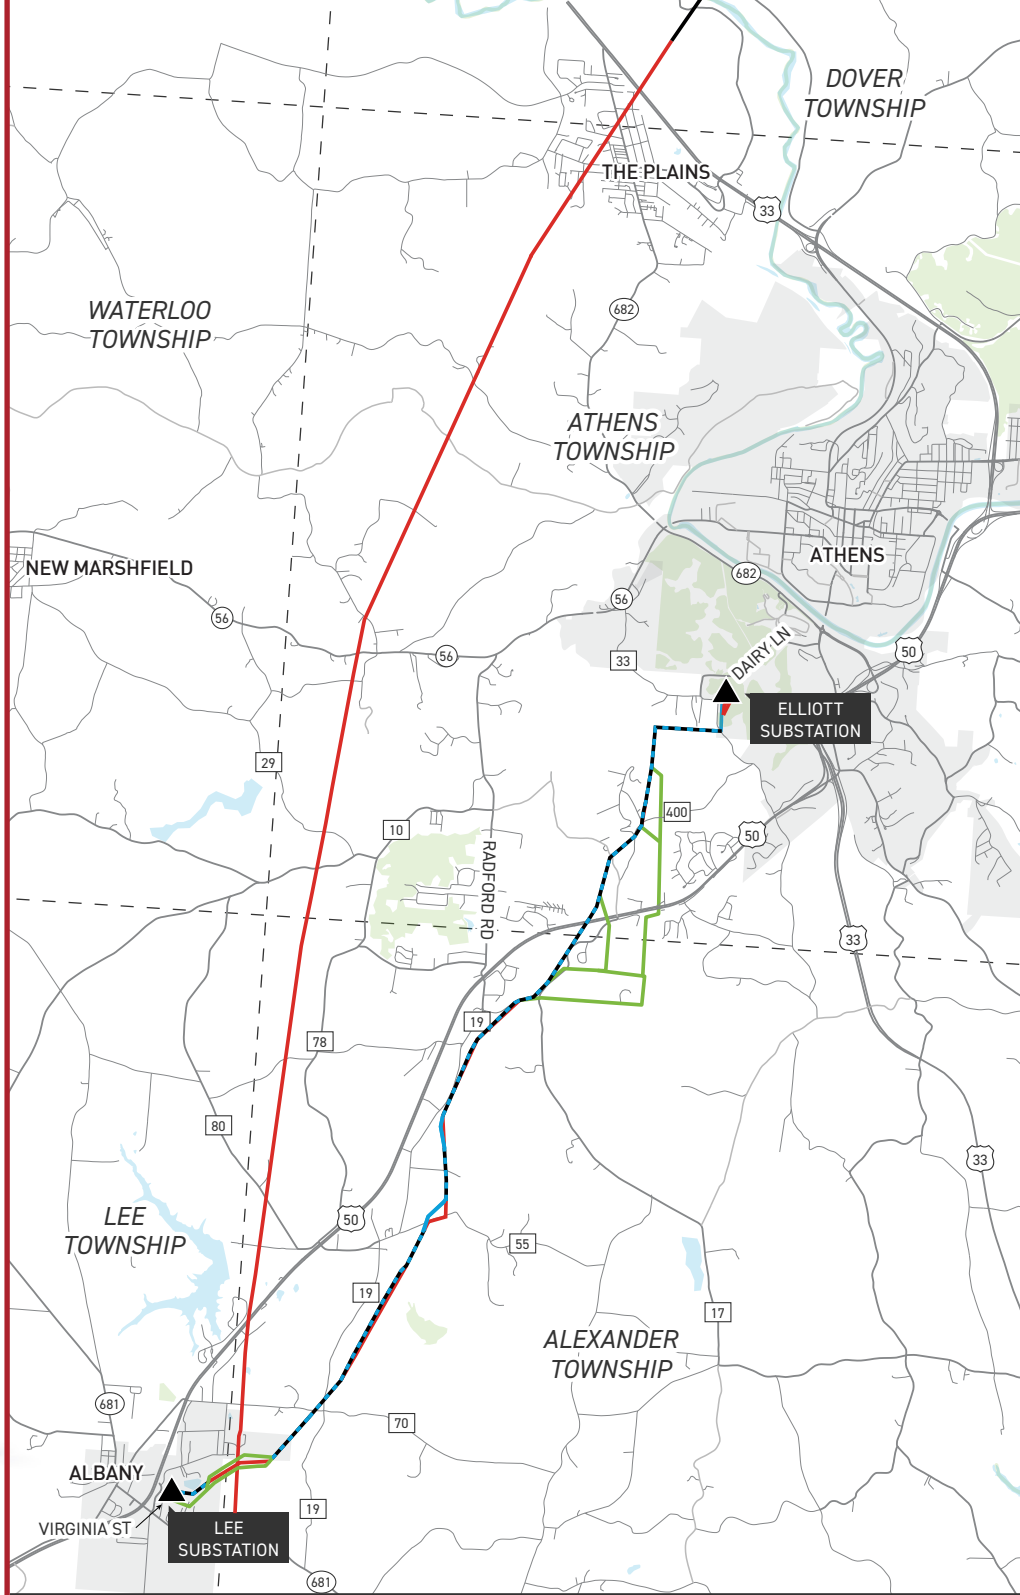 DOVER
TOWNSHIP
THE PLAINS
33
WATERLOO
TOWNSHIP
682
ATHENS
TOWNSHIP
ATHENS
NEW MARSHFIELD
682
56
56
56
33
50
DAIRY LN
ELLIOTT
SUBSTATION
29
400
10
50
RADFORD RD
33
19
78
80
33
LEE
TOWNSHIP
50
55
19
17
ALEXANDER
TOWNSHIP
681
70
ALBANY
VIRGINIA ST
19
LEE
SUBSTATION
681